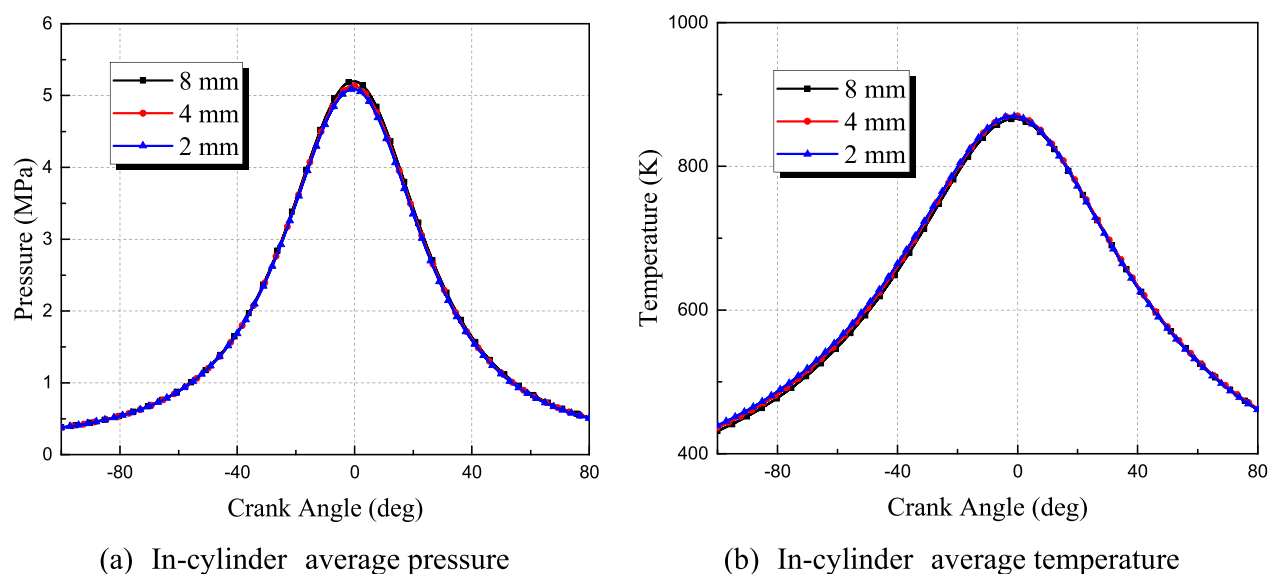 6
5
4
3
2
1
0
Pressure (MPa)
8 mm
4 mm
2 mm
-80
-40
0
40
80
Crank Angle (deg)
(a) In-cylinder average pressure
1000
800
600
400
Temperature (K)
8 mm
4 mm
2 mm
-80
-40
0
40
80
Crank Angle (deg)
(b) In-cylinder average temperature